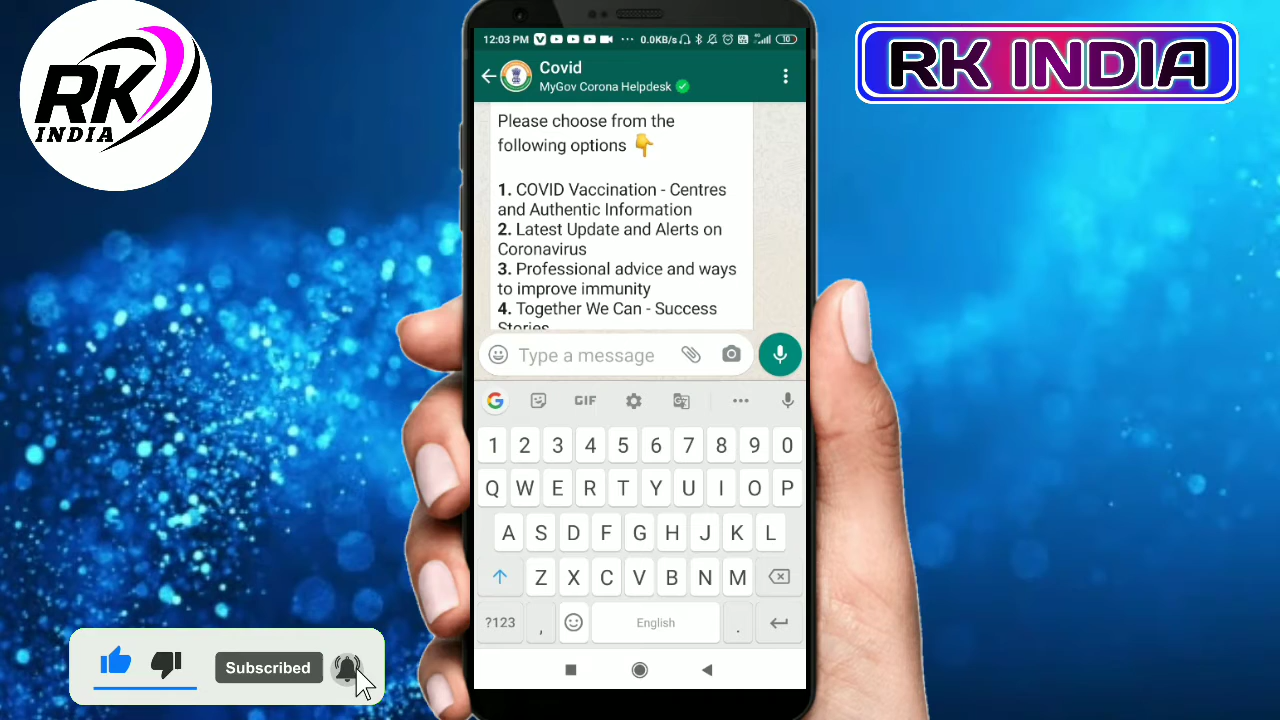 RK
INDIA
RK INDIA
12:03 PM
0.0KB/s
10
Covid
MyGov Corona Helpdesk
Please choose from the
following options 👇
1. COVID Vaccination - Centres
and Authentic Information
2. Latest Update and Alerts on
Coronavirus
3. Professional advice and ways
to improve immunity
4. Together We Can - Success
Stories
Type a message
G GIF
1 2 3 4 5 6 7 8 9 0
Q W E R T Y U I O P
A S D F G H J K L
Z X C V B N M
?123 , English .
Subscribed